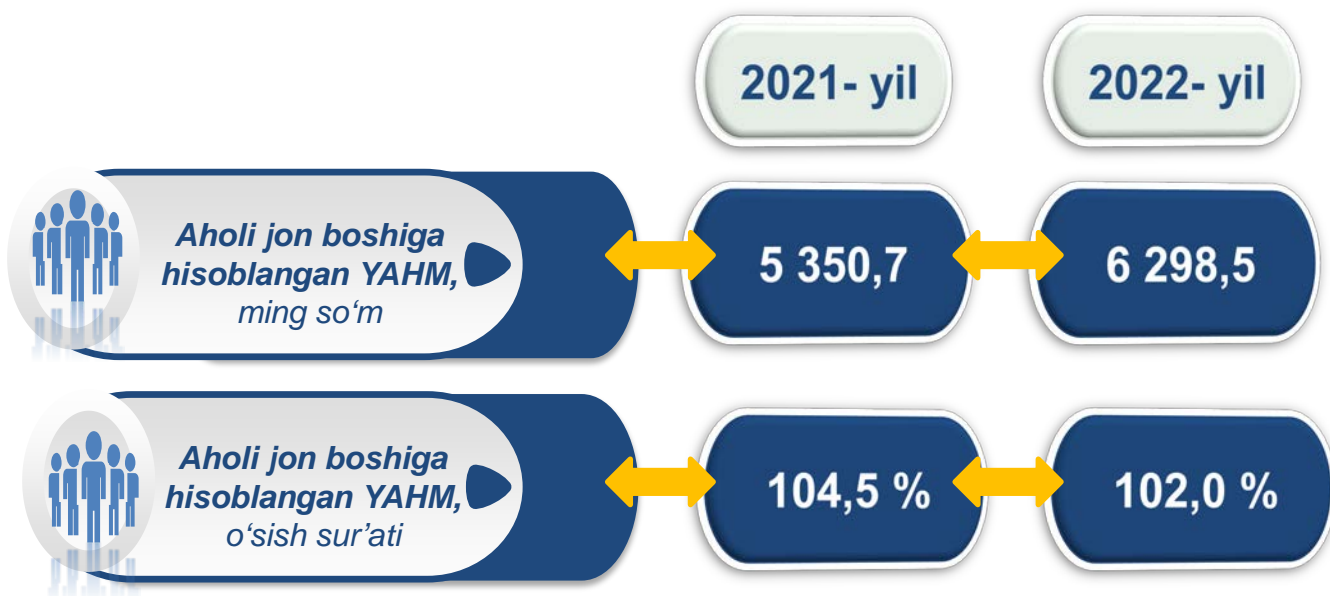 2021- yil
2022- yil
Aholi jon boshiga
hisoblangan YAHM,
ming so‘m
5 350,7
6 298,5
Aholi jon boshiga
hisoblangan YAHM,
o‘sish sur’ati
104,5 %
102,0 %